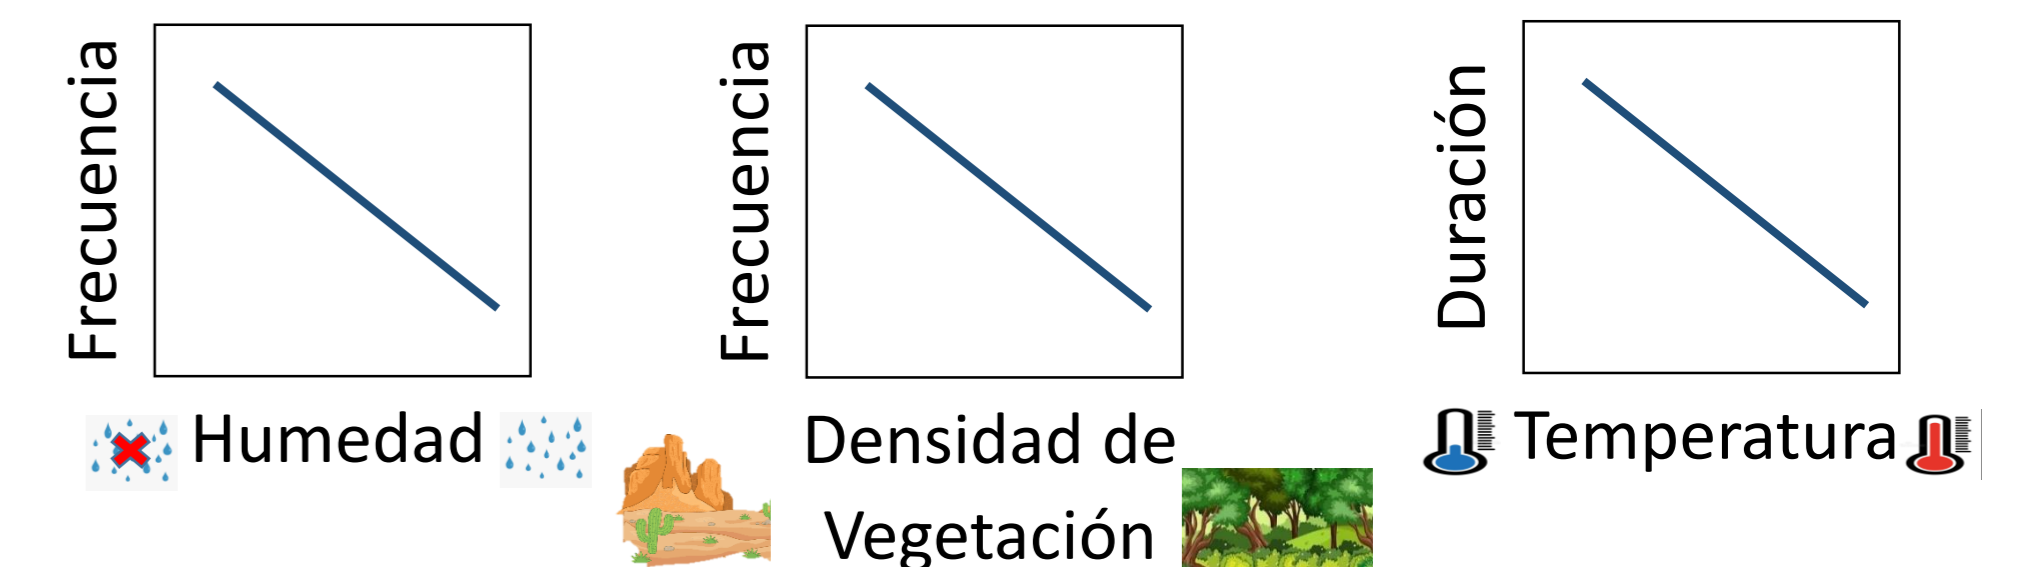 Frecuencia
Humedad
Frecuencia
Densidad de
Vegetación
Duración
Temperatura